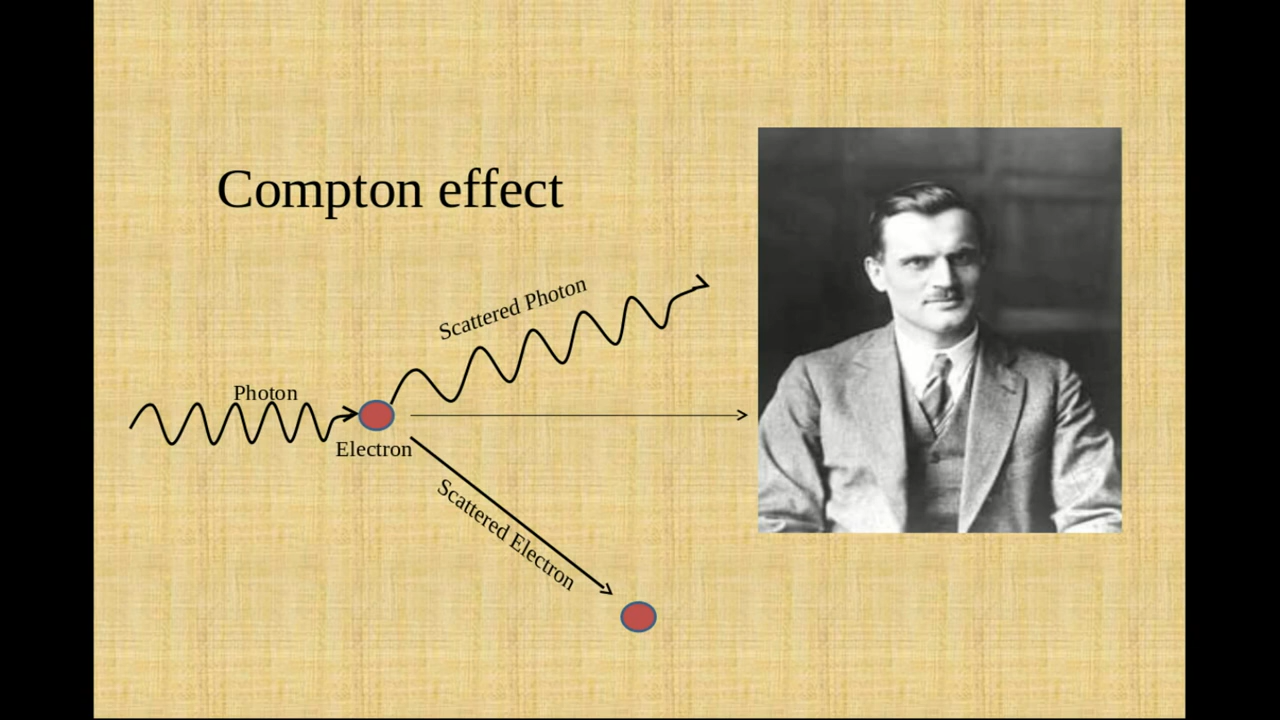 Compton effect
Scattered Photon
Photon
Electron
Scattered Electron